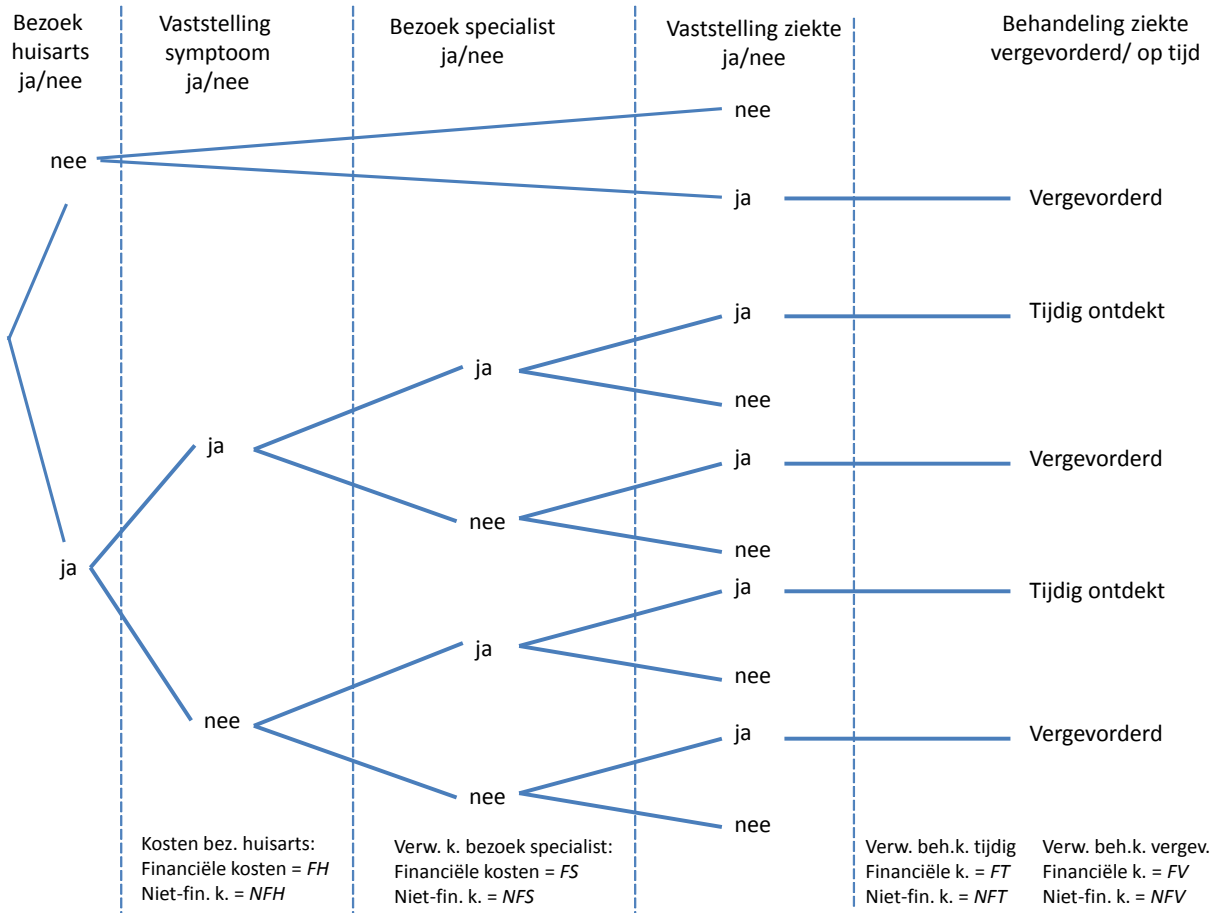 Bezoek
huisarts
ja/nee
Vaststelling
symptoom
ja/nee
Bezoek specialist
ja/nee
Vaststelling ziekte
ja/nee
Behandeling ziekte
vergevorderd/ op tijd
nee
nee
ja
Vergevorderd
ja
Tijdig ontdekt
ja
nee
ja
ja
Vergevorderd
nee
nee
ja
ja
Tijdig ontdekt
ja
nee
nee
ja
Vergevorderd
nee
nee
Kosten bez. huisarts:
Financiële kosten = FH
Niet-fin. k. = NFH
Verw. k. bezoek specialist:
Financiële kosten = FS
Niet-fin. k. = NFS
Verw. beh.k. tijdig
Financiële k. = FT
Niet-fin. k. = NFT
Verw. beh.k. vergev.
Financiële k. = FV
Niet-fin. k. = NFV